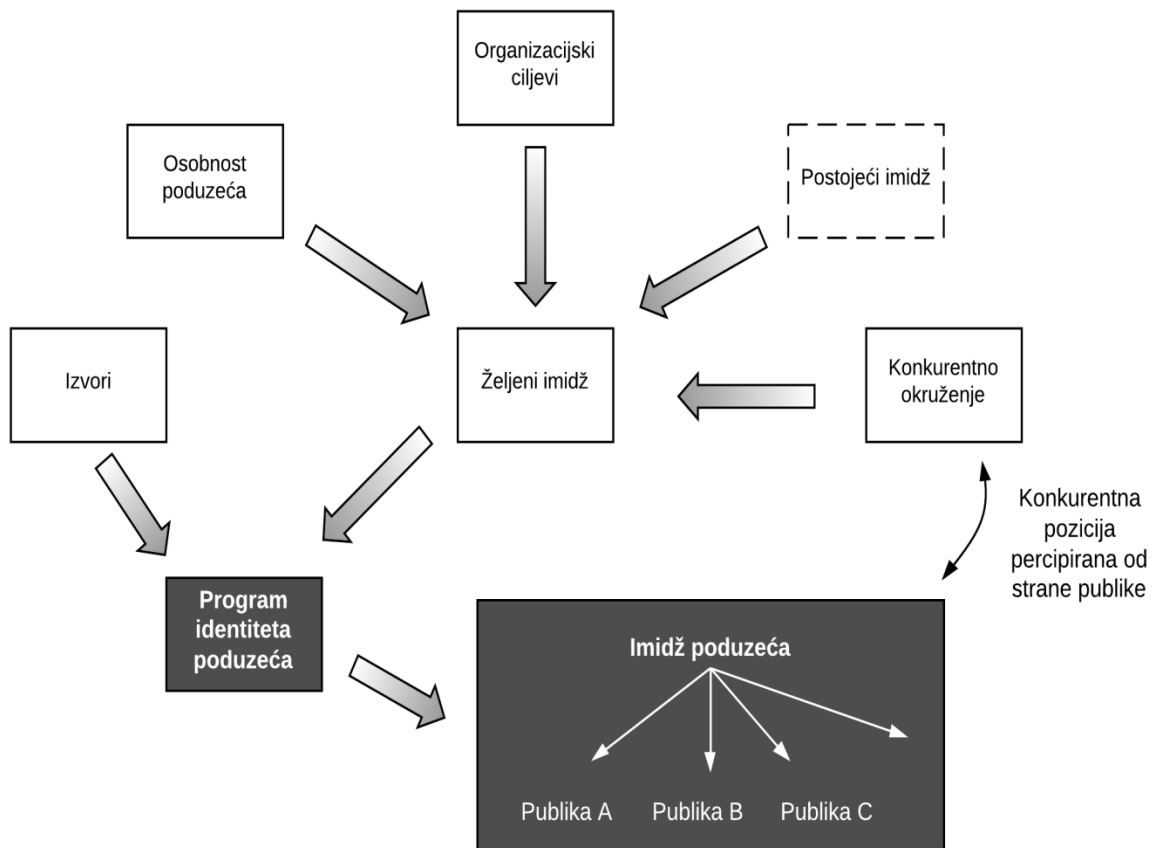 Organizacijski
ciljevi
Osobnost
poduzeća
Postojeći imidž
Izvori
Željeni imidž
Konkurentno
okruženje
Konkurentna
pozicija
percipirana od
strane publike
Program
identiteta
poduzeća
Imidž poduzeća
Publika A
Publika B
Publika C